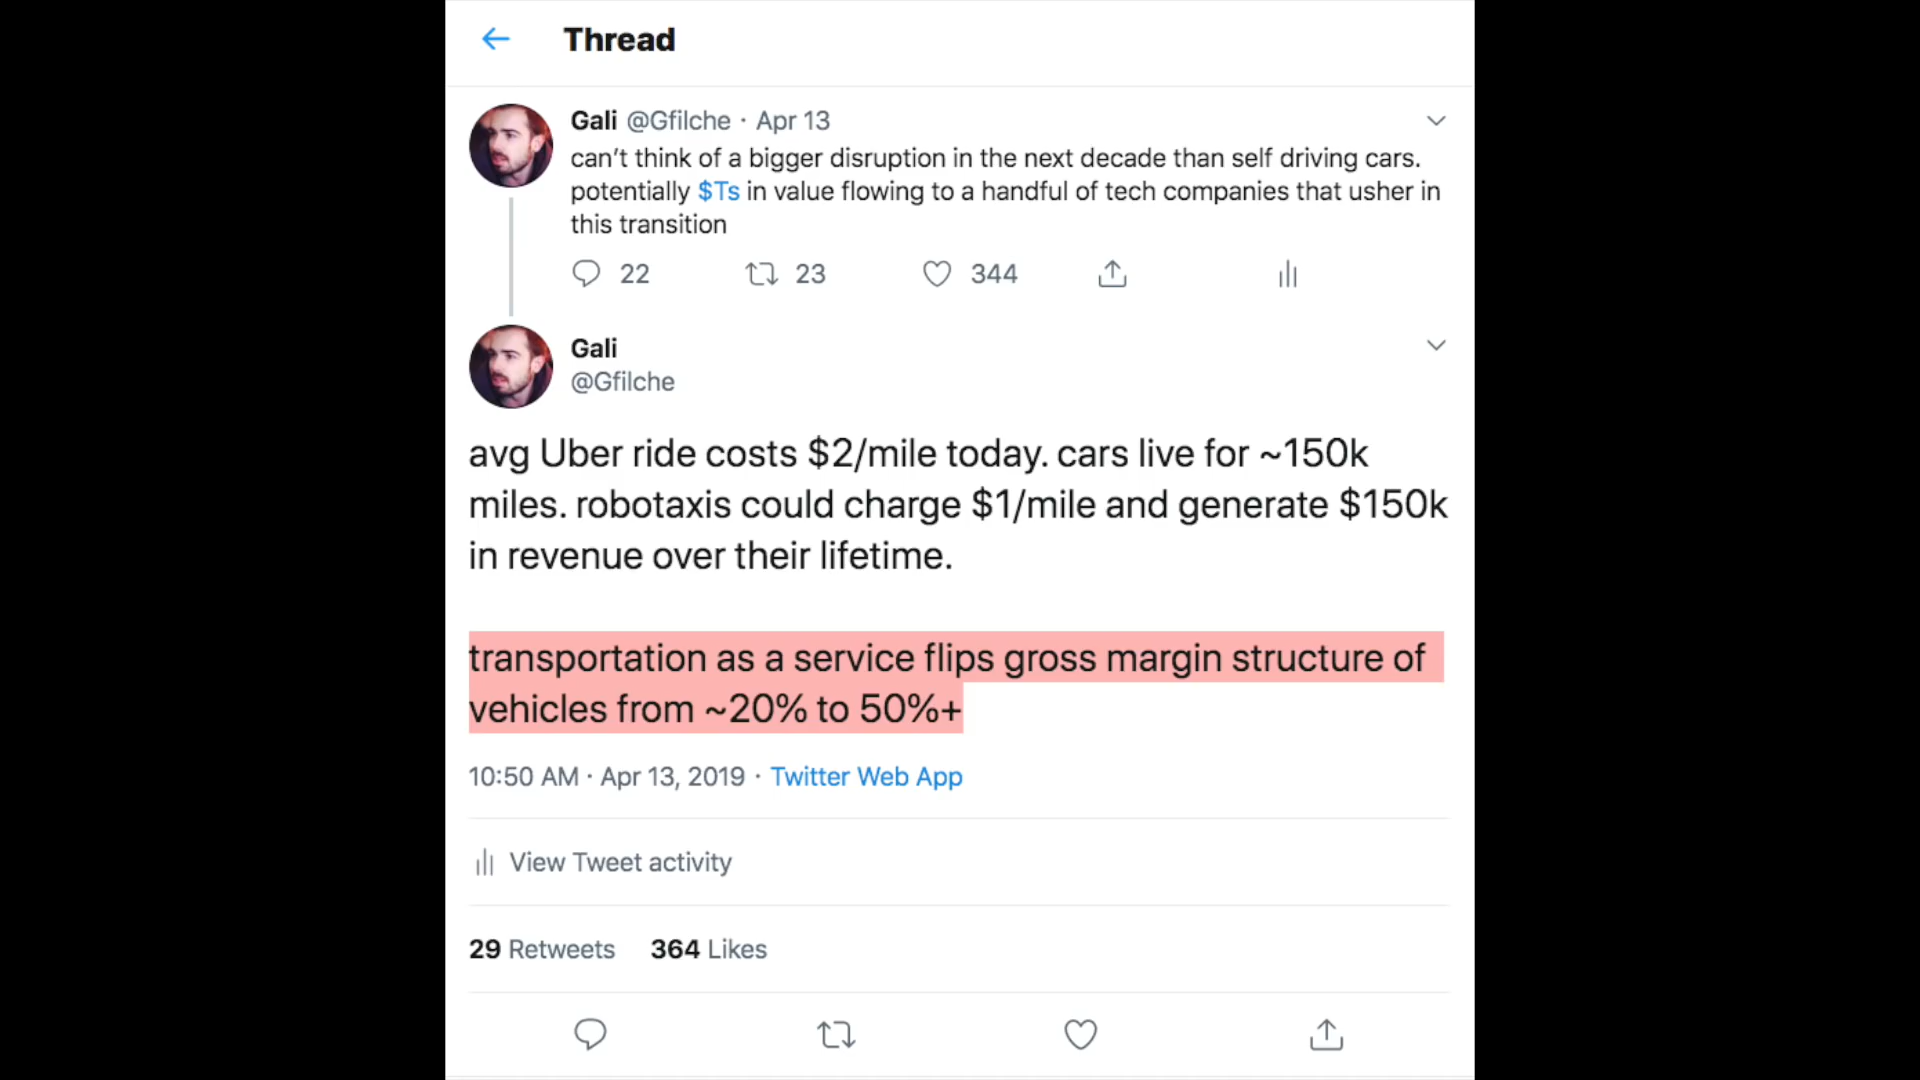 Thread
Gali @Gfilche · Apr 13
can’t think of a bigger disruption in the next decade than self driving cars.
potentially $Ts in value flowing to a handful of tech companies that usher in
this transition
22 23 344
Gali
@Gfilche
avg Uber ride costs $2/mile today. cars live for ~150k
miles. robotaxis could charge $1/mile and generate $150k
in revenue over their lifetime.
transportation as a service flips gross margin structure of
vehicles from ~20% to 50%+
10:50 AM · Apr 13, 2019 · Twitter Web App
View Tweet activity
29 Retweets 364 Likes